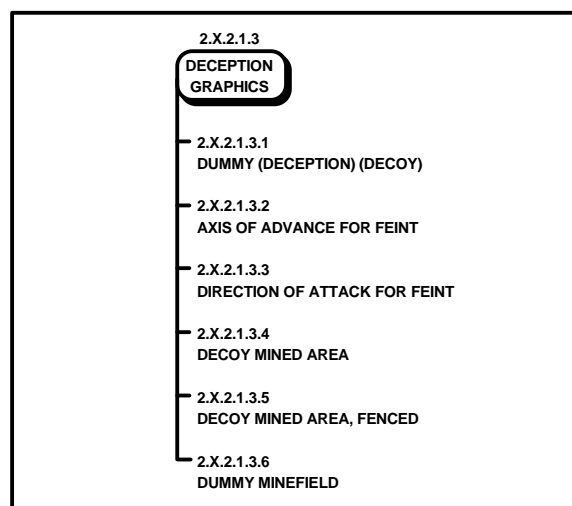 2.X.2.1.3
DECEPTION
GRAPHICS
2.X.2.1.3.1
DUMMY (DECEPTION) (DECOY)
2.X.2.1.3.2
AXIS OF ADVANCE FOR FEINT
2.X.2.1.3.3
DIRECTION OF ATTACK FOR FEINT
2.X.2.1.3.4
DECOY MINED AREA
2.X.2.1.3.5
DECOY MINED AREA, FENCED
2.X.2.1.3.6
DUMMY MINEFIELD